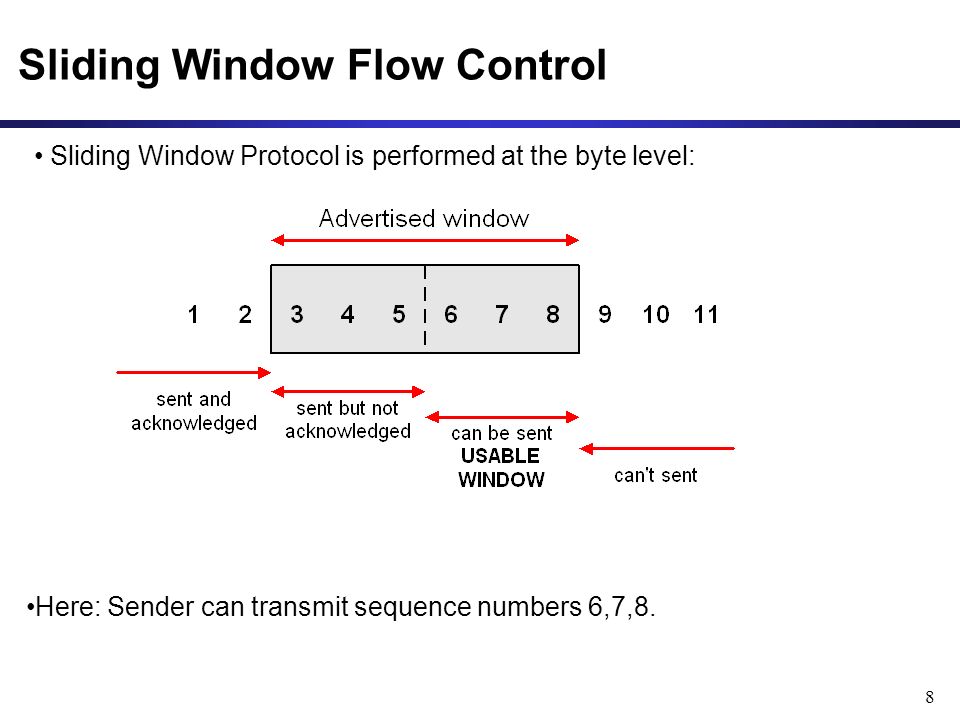 Sliding Window Flow Control
• Sliding Window Protocol is performed at the byte level:
Advertised window
1 2 3 4 5 6 7 8 9 10 11
sent and
acknowledged
sent but not
acknowledged
can be sent
USABLE
WINDOW
can't sent
•Here: Sender can transmit sequence numbers 6,7,8.
8